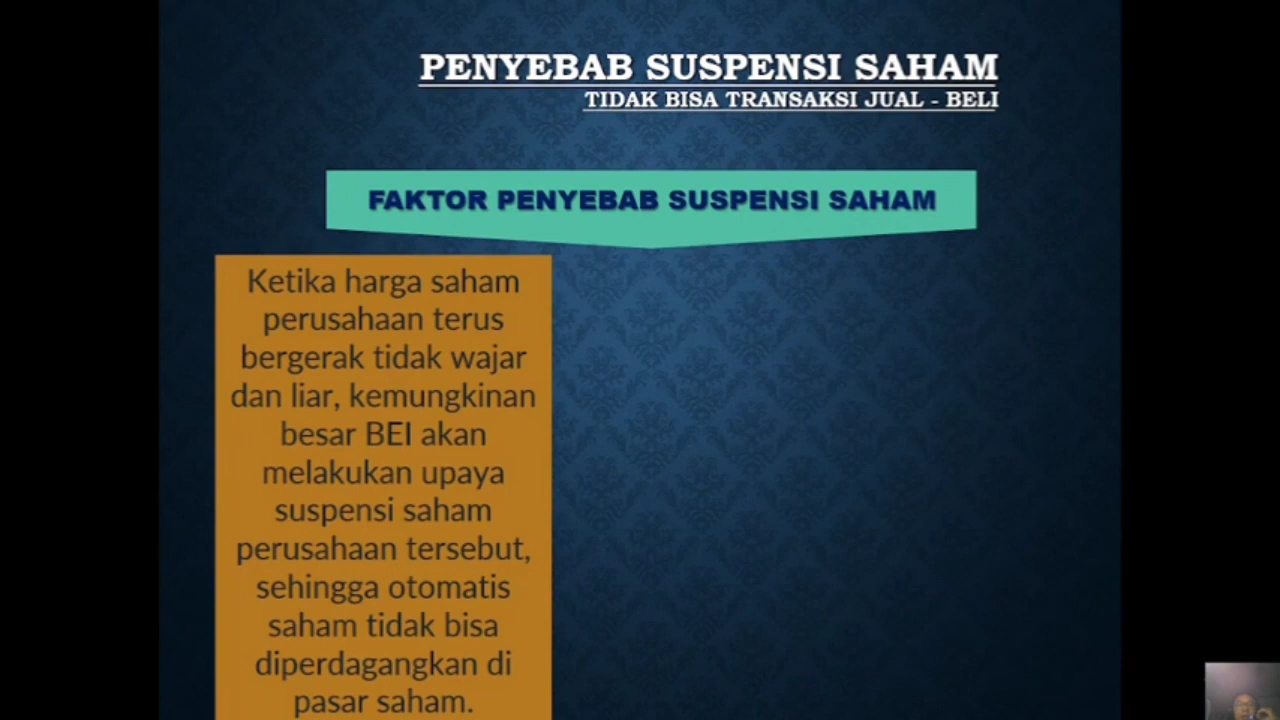 PENYEBAB SUSPENSI SAHAM
TIDAK BISA TRANSAKSI JUAL - BELI
FAKTOR PENYEBAB SUSPENSI SAHAM
Ketika harga saham
perusahaan terus
bergerak tidak wajar
dan liar, kemungkinan
besar BEI akan
melakukan upaya
suspensi saham
perusahaan tersebut,
sehingga otomatis
saham tidak bisa
diperdagangkan di
pasar saham.